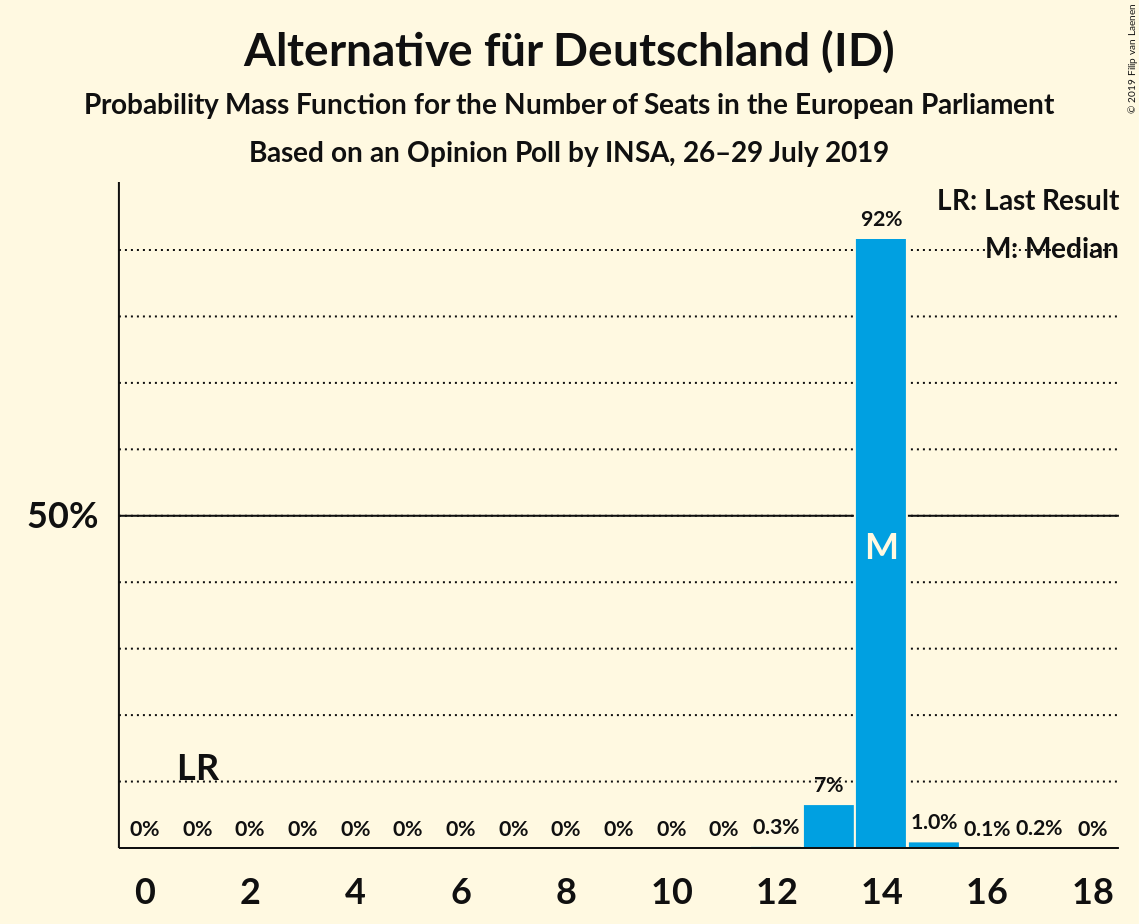 Alternative für Deutschland (ID)
Probability Mass Function for the Number of Seats in the European Parliament
Based on an Opinion Poll by INSA, 26–29 July 2019
© 2019 Filip van Laenen
LR: Last Result
M: Median
92%
50%
M
LR
7%
0% 0% 0% 0% 0% 0% 0% 0% 0% 0% 0% 0% 0.3% 1.0% 0.1% 0.2% 0%
0 2 4 6 8 10 12 14 16 18